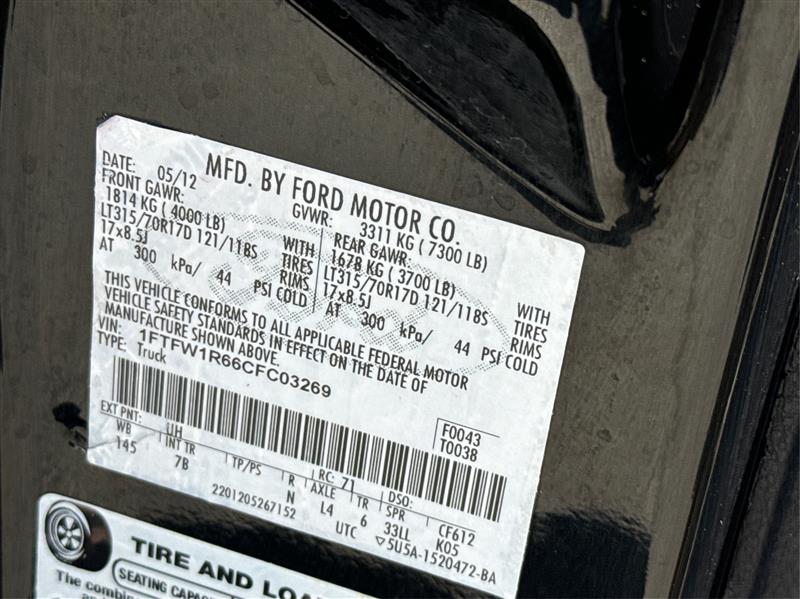 MFD. BY FORD MOTOR CO.
DATE: 05/12 GVWR: 3311 KG ( 7300 LB)
FRONT GAWR: REAR GAWR:
1814 KG ( 4000 LB) 1678 KG ( 3700 LB)
LT315/70R17D 121/118S WITH TIRES LT315/70R17D 121/118S WITH TIRES
17x8.5J RIMS 17x8.5J RIMS
AT 300 kPa/ 44 PSI COLD AT 300 kPa/ 44 PSI COLD
THIS VEHICLE CONFORMS TO ALL APPLICABLE FEDERAL MOTOR
VEHICLE SAFETY STANDARDS IN EFFECT ON THE DATE OF
MANUFACTURE SHOWN ABOVE.
VIN: 1FTFW1R66CFC03269
TYPE: Truck
F0043
T0038
EXT PNT: UH RC: 71 DSO:
WB INT TR TP/PS R AXLE TR SPR CF612
145 7B N L4 6 33LL K05
2201205267152 UTC ▽5U5A-1520472-BA
TIRE AND LOA
SEATING CAPAC
The combine